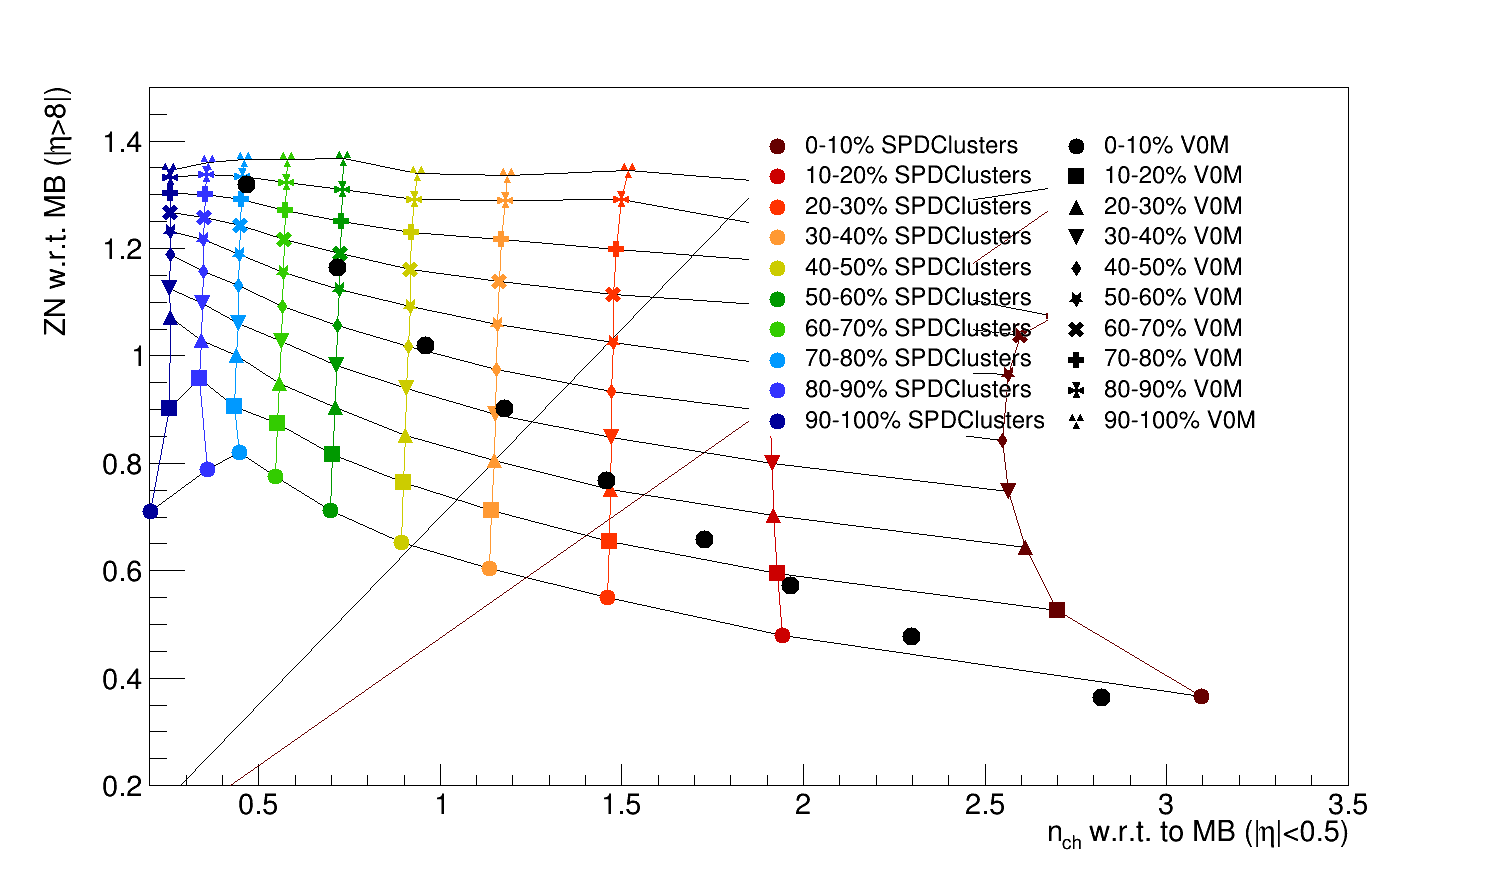 ZN w.r.t. MB (|η>8|)
1.4
1.2
1
0.8
0.6
0.4
0.2
0-10% SPDClusters
10-20% SPDClusters
20-30% SPDClusters
30-40% SPDClusters
40-50% SPDClusters
50-60% SPDClusters
60-70% SPDClusters
70-80% SPDClusters
80-90% SPDClusters
90-100% SPDClusters
0-10% V0M
10-20% V0M
20-30% V0M
30-40% V0M
40-50% V0M
50-60% V0M
60-70% V0M
70-80% V0M
80-90% V0M
90-100% V0M
0.5 1 1.5 2 2.5 3 3.5
n_ch w.r.t. to MB (|η|<0.5)